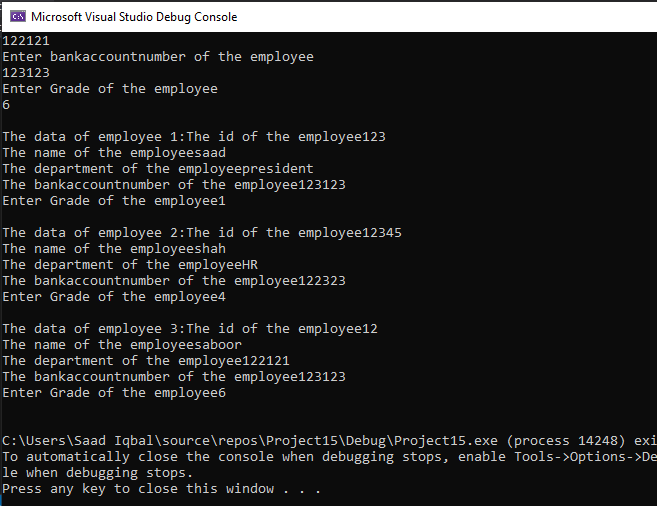 Microsoft Visual Studio Debug Console
122121
Enter bankaccountnumber of the employee
123123
Enter Grade of the employee
6
The data of employee 1:The id of the employee123
The name of the employeesaad
The department of the employeepresident
The bankaccountnumber of the employee123123
Enter Grade of the employee1
The data of employee 2:The id of the employee12345
The name of the employeeshah
The department of the employeeHR
The bankaccountnumber of the employee122323
Enter Grade of the employee4
The data of employee 3:The id of the employee12
The name of the employeesaboor
The department of the employee122121
The bankaccountnumber of the employee123123
Enter Grade of the employee6
C:\Users\Saad Iqbal\source\repos\Project15\Debug\Project15.exe (process 14248) exi
To automatically close the console when debugging stops, enable Tools->Options->De
le when debugging stops.
Press any key to close this window . . .